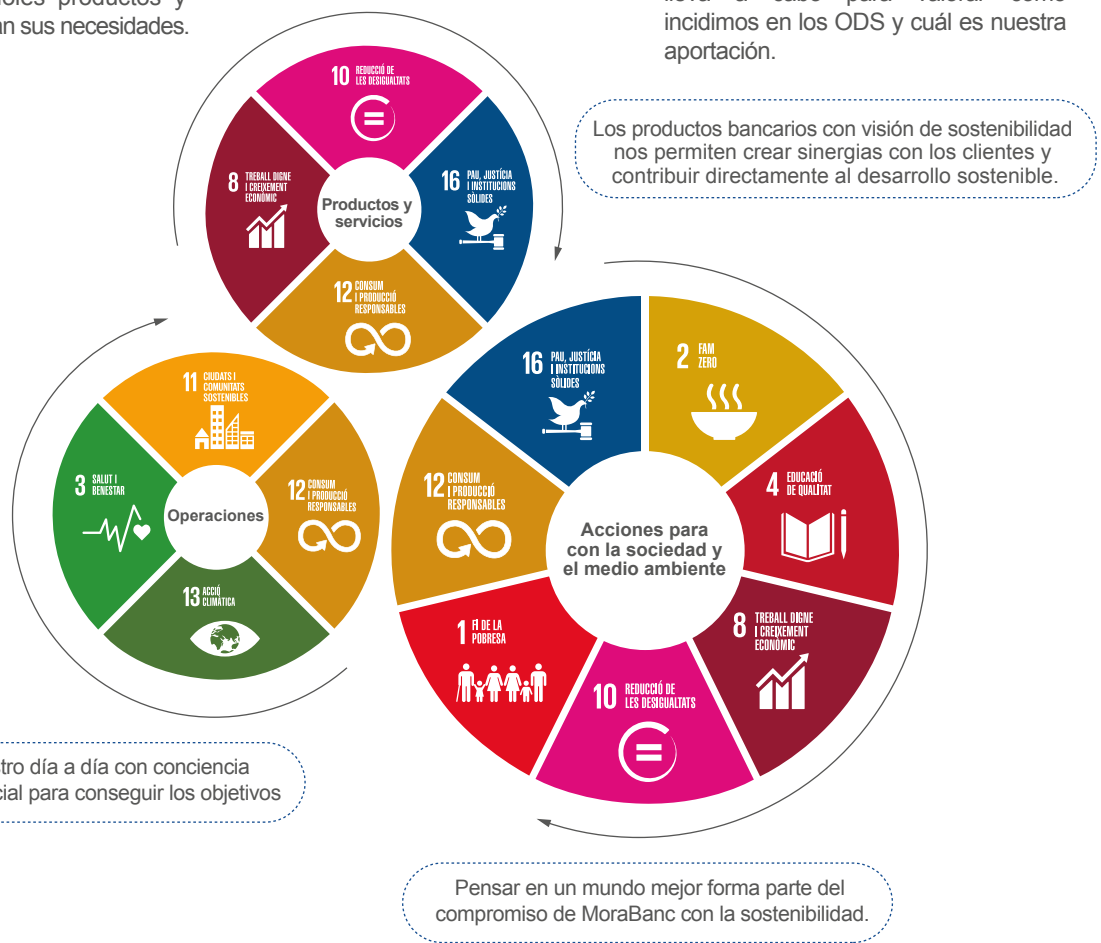 productos y
an sus necesidades.
lleva a cabo para valorar cómo
incidimos en los ODS y cuál es nuestra
aportación.
Los productos bancarios con visión de sostenibilidad
nos permiten crear sinergias con los clientes y
contribuir directamente al desarrollo sostenible.
10 REDUCCIÓ DE
LES DESIGUALTATS
8 TREBALL DIGNE
I CREIXEMENT
ECONÒMIC
16 PAU, JUSTÍCIA
I INSTITUCIONS
SÒLIDES
Productos y
servicios
12 CONSUM
I PRODUCCIÓ
RESPONSABLES
11 CIUDATS I
COMUNITATS
SOSTENIBLES
3 SALUT I
BENESTAR
12 CONSUM
I PRODUCCIÓ
RESPONSABLES
Operaciones
13 ACCIÓ
CLIMÀTICA
16 PAU, JUSTÍCIA
I INSTITUCIONS
SÒLIDES
2 FAM
ZERO
12 CONSUM
I PRODUCCIÓ
RESPONSABLES
4 EDUCACIÓ
DE QUALITAT
Acciones para
con la sociedad y
el medio ambiente
1 FI DE LA
POBRESA
8 TREBALL DIGNE
I CREIXEMENT
ECONÒMIC
10 REDUCCIÓ DE
LES DESIGUALTATS
stro día a día con conciencia
cial para conseguir los objetivos
Pensar en un mundo mejor forma parte del
compromiso de MoraBanc con la sostenibilidad.